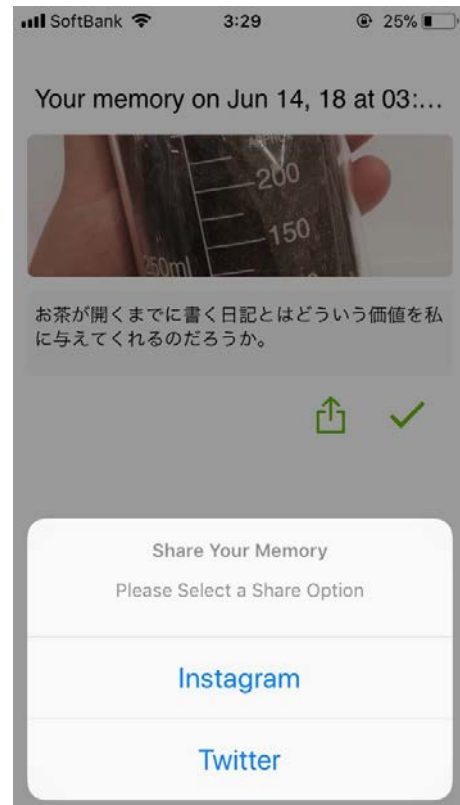 SoftBank 3:29 25%
Your memory on Jun 14, 18 at 03:...
200
150
250ml
お茶が開くまでに書く日記とはどういう価値を私
に与えてくれるのだろうか。
Share Your Memory
Please Select a Share Option
Instagram
Twitter